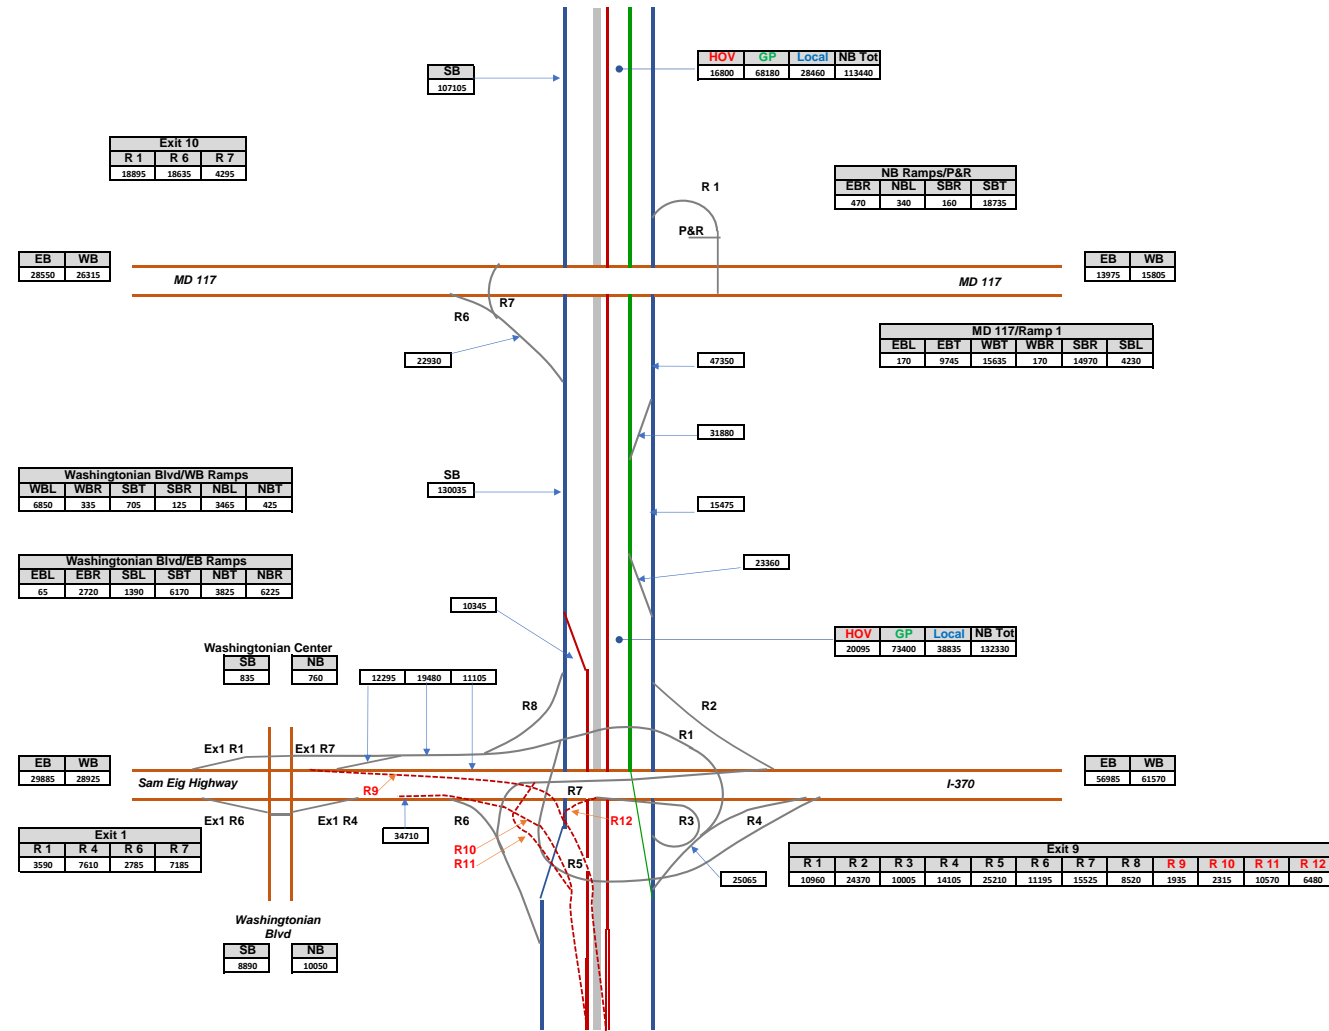 HOV GP Local NB Tot
16800 68180 28460 113440
SB
107105
Exit 10
R 1 R 6 R 7
18895 18635 4295
NB Ramps/P&R
EBR NBL SBR SBT
470 340 160 18735
R 1
P&R
EB WB
28550 26315
MD 117
MD 117
EB WB
13975 15805
R7
R6
MD 117/Ramp 1
EBL EBT WBT WBR SBR SBL
170 9745 15635 170 14970 4230
22930
47350
31880
Washingtonian Blvd/WB Ramps
WBL WBR SBT SBR NBL NBT
6850 335 705 125 3465 425
SB
130035
15475
Washingtonian Blvd/EB Ramps
EBL EBR SBL SBT NBT NBR
65 2720 1390 6170 3825 6225
23360
10345
HOV GP Local NB Tot
20095 73400 38835 132330
Washingtonian Center
SB NB
835 760
12295 19480 11105
R8
R2
R1
Ex1 R1
Ex1 R7
EB WB
29885 28925
Sam Eig Highway
R9
R7
I-370
EB WB
56985 61570
Ex1 R6
Ex1 R4
34710
R6
R12
R3
R4
R10
R11
R5
Exit 1
R 1 R 4 R 6 R 7
3590 7610 2785 7185
25065
Exit 9
R 1 R 2 R 3 R 4 R 5 R 6 R 7 R 8 R 9 R 10 R 11 R 12
10960 24370 10005 14105 25210 11195 15525 8520 1935 2315 10570 6480
Washingtonian
Blvd
SB NB
8890 10050